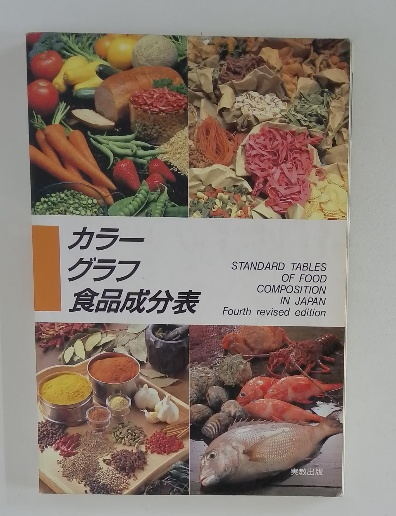 カラー
グラフ
食品成分表
STANDARD TABLES
OF FOOD
COMPOSITION
IN JAPAN
Fourth revised edition
実教出版